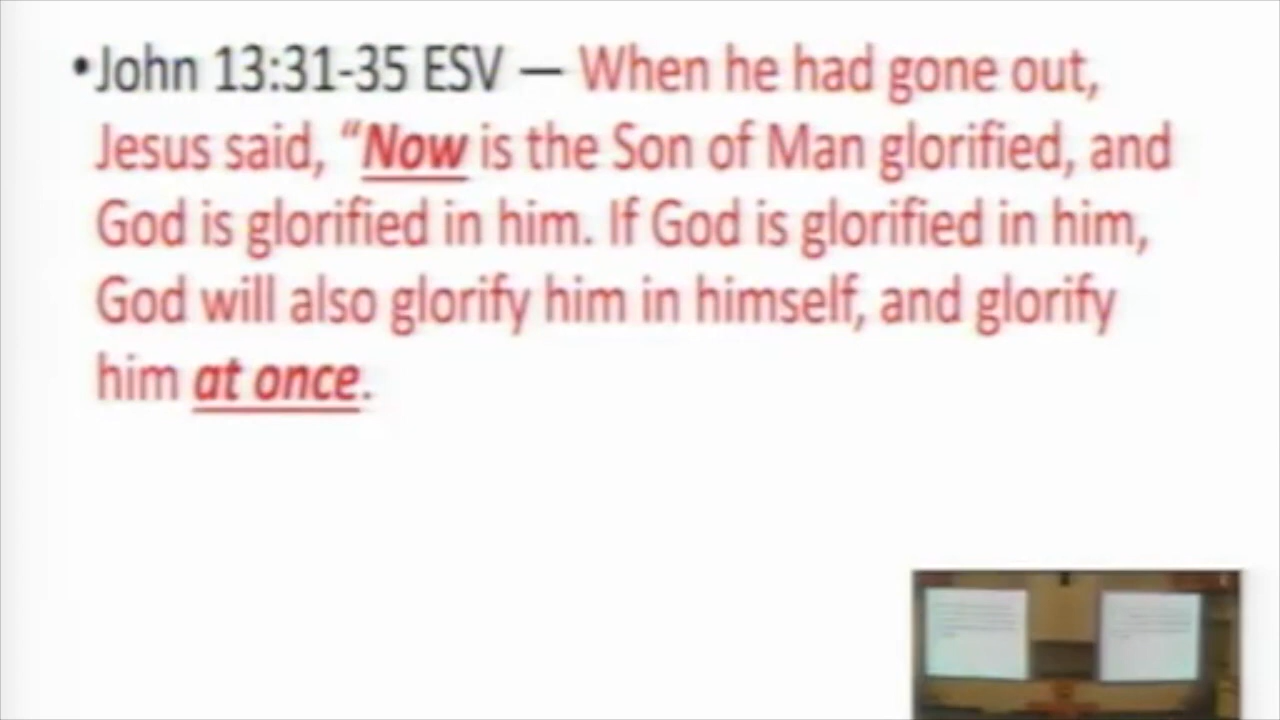 •John 13:31-35 ESV — When he had gone out,
Jesus said, “Now is the Son of Man glorified, and
God is glorified in him. If God is glorified in him,
God will also glorify him in himself, and glorify
him at once.